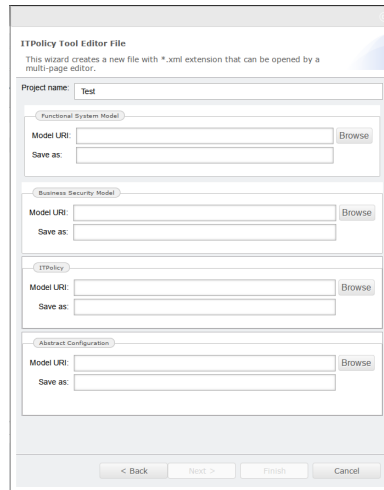 ITPolicy Tool Editor File
This wizard creates a new file with *.xml extension that can be opened by a
multi-page editor.
Project name: Test
Functional System Model
Model URI: Browse
Save as:
Business Security Model
Model URI: Browse
Save as:
ITPolicy
Model URI: Browse
Save as:
Abstract Configuration
Model URI: Browse
Save as:
< Back Next > Finish Cancel